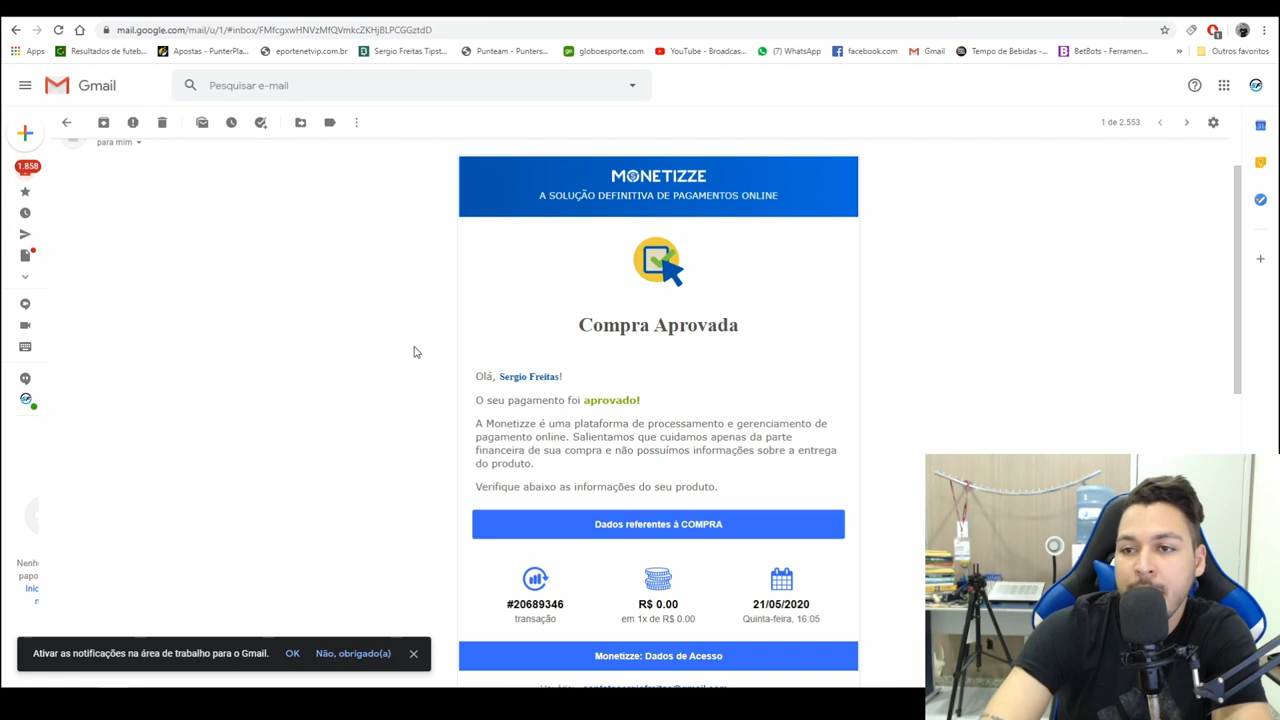 mail.google.com/mail/u/1/#inbox/FMfcgxwHNVzMfQVmkcZKHjBLPCGGztdD
Apps
Resultados de futeb...
Apostas - PunterPla...
eportenetvip.com.br
Sergio Freitas Tipst...
Punteam - Punters...
globoesporte.com
YouTube - Broadcas...
(7) WhatsApp
facebook.com
Gmail
Tempo de Bebidas -...
BetBots - Ferramen...
»
Outros favoritos
Gmail
Pesquisar e-mail
1 de 2.553
para mim
1.858
MONETIZZE
A SOLUÇÃO DEFINITIVA DE PAGAMENTOS ONLINE
Compra Aprovada
Olá, Sergio Freitas!
O seu pagamento foi aprovado!
A Monetizze é uma plataforma de processamento e gerenciamento de
pagamento online. Salientamos que cuidamos apenas da parte
financeira de sua compra e não possuímos informações sobre a entrega
do produto.
Verifique abaixo as informações do seu produto.
Dados referentes à COMPRA
#20689346
transação
R$ 0.00
em 1x de R$ 0.00
21/05/2020
Quinta-feira, 16:05
Nenhu
papo
Inic
n
Ativar as notificações na área de trabalho para o Gmail.
OK
Não, obrigado(a)
Monetizze: Dados de Acesso